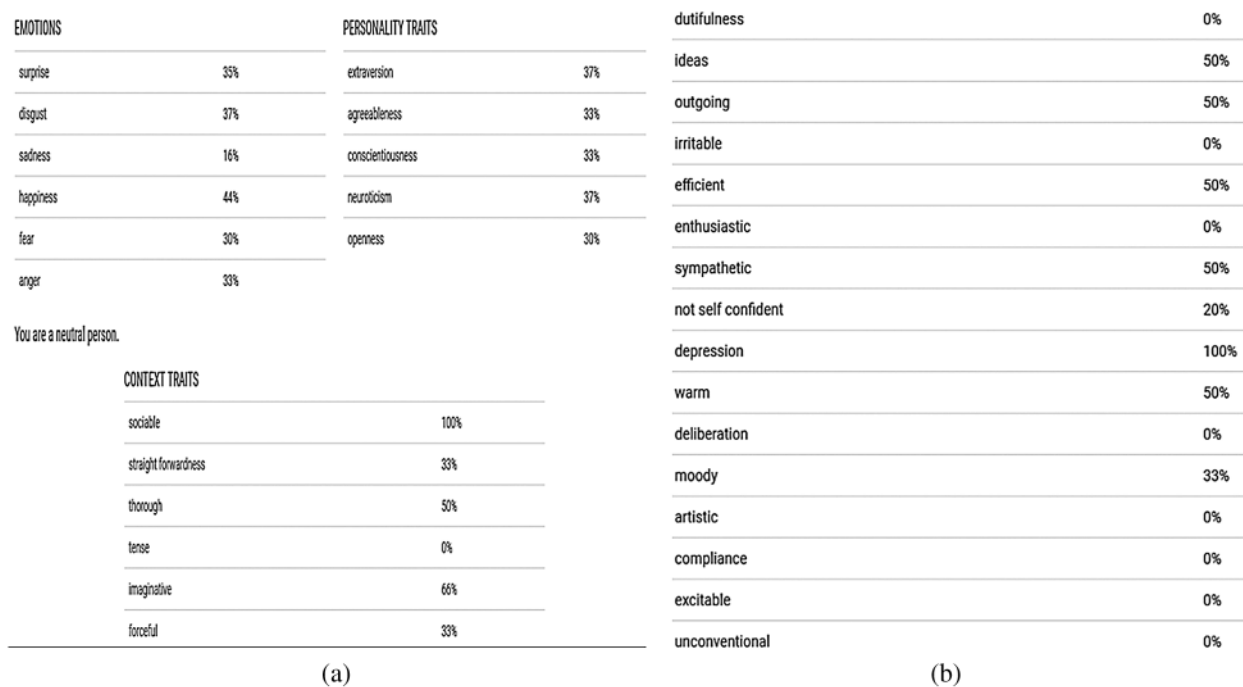 EMOTIONS
surprise 35%
disgust 37%
sadness 16%
happiness 44%
fear 30%
anger 33%
PERSONALITY TRAITS
extraversion 37%
agreeableness 33%
conscientiousness 33%
neuroticism 37%
openness 30%
You are a neutral person.
CONTEXT TRAITS
sociable 100%
straight forwardness 33%
thorough 50%
tense 0%
imaginative 66%
forceful 33%
(a)
dutifulness 0%
ideas 50%
outgoing 50%
irritable 0%
efficient 50%
enthusiastic 0%
sympathetic 50%
not self confident 20%
depression 100%
warm 50%
deliberation 0%
moody 33%
artistic 0%
compliance 0%
excitable 0%
unconventional 0%
(b)